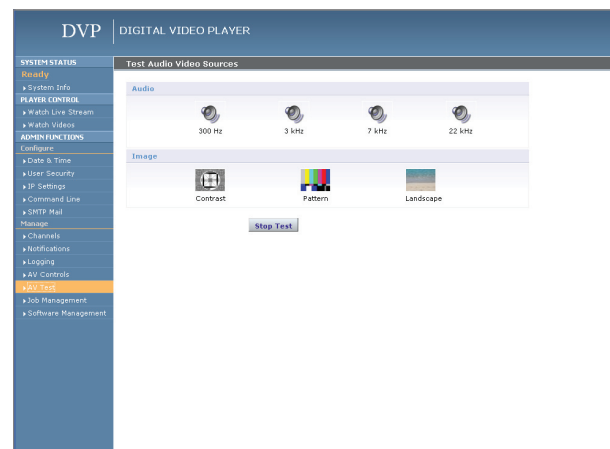 DVP
DIGITAL VIDEO PLAYER
SYSTEM STATUS
Ready
System Info
PLAYER CONTROL
Watch Live Stream
Watch Videos
ADMIN FUNCTIONS
Configure
Date & Time
User Security
IP Settings
Command Line
SMTP Mail
Manage
Channels
Notifications
Logging
AV Controls
AV Test
Job Management
Software Management
Test Audio Video Sources
Audio
300 Hz 3 kHz 7 kHz 22 kHz
Image
Contrast Pattern Landscape
Stop Test